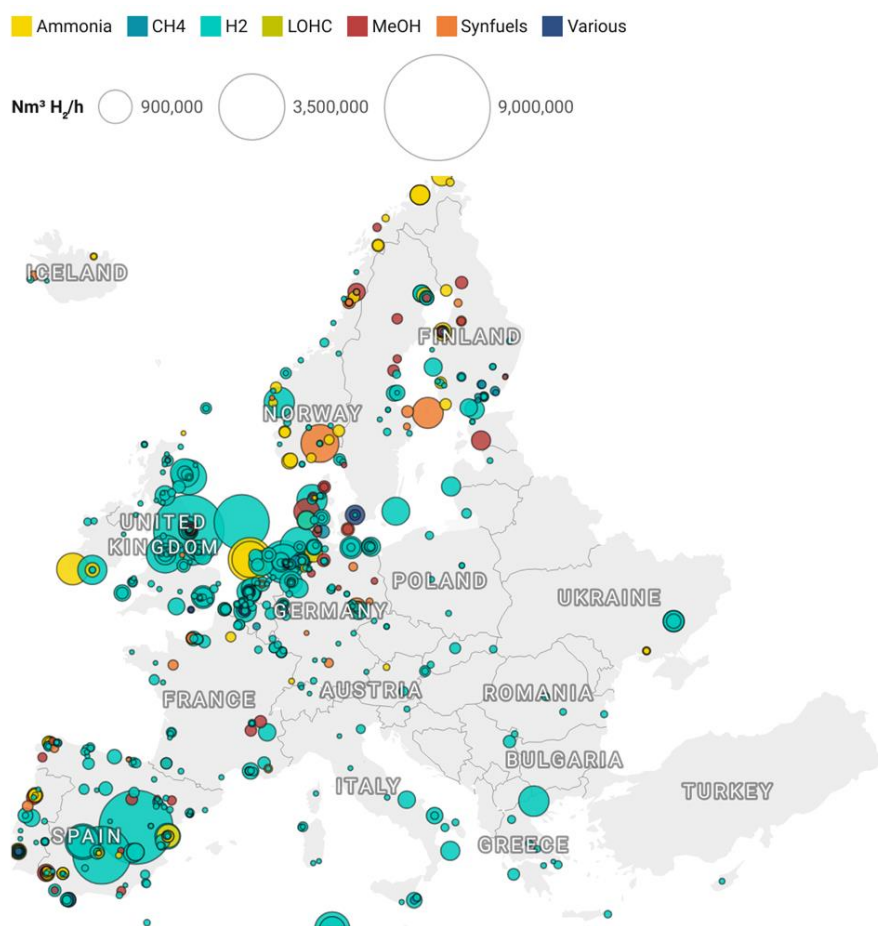 Ammonia CH4 H2 LOHC MeOH Synfuels Various
Nm³ H₂/h 900,000 3,500,000 9,000,000
ICELAND
FINLAND
NORWAY
UNITED
KINGDOM
POLAND
UKRAINE
GERMANY
FRANCE
AUSTRIA
ROMANIA
BULGARIA
ITALY
TURKEY
SPAIN
GREECE